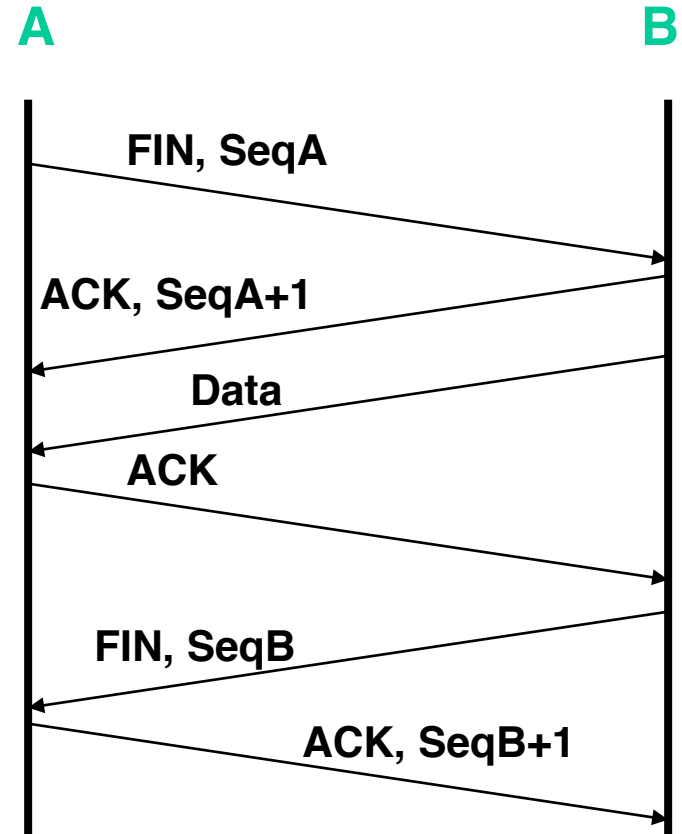 A B
FIN, SeqA
ACK, SeqA+1
Data
ACK
FIN, SeqB
ACK, SeqB+1